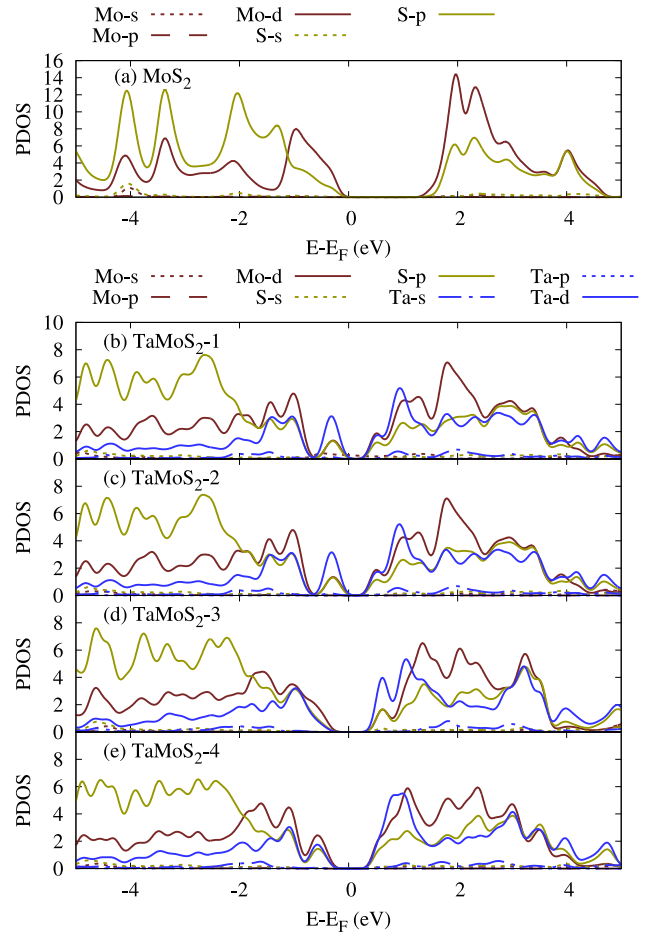 Mo-s Mo-d S-p
Mo-p S-s
(a) MoS2
PDOS
16
14
12
10
8
6
4
2
0
-4 -2 0 2 4
E-EF (eV)
Mo-s Mo-d S-p Ta-p
Mo-p S-s Ta-s Ta-d
(b) TaMoS2-1
PDOS
10
8
6
4
2
0
(c) TaMoS2-2
PDOS
8
6
4
2
0
(d) TaMoS2-3
PDOS
8
6
4
2
0
(e) TaMoS2-4
PDOS
8
6
4
2
0
-4 -2 0 2 4
E-EF (eV)